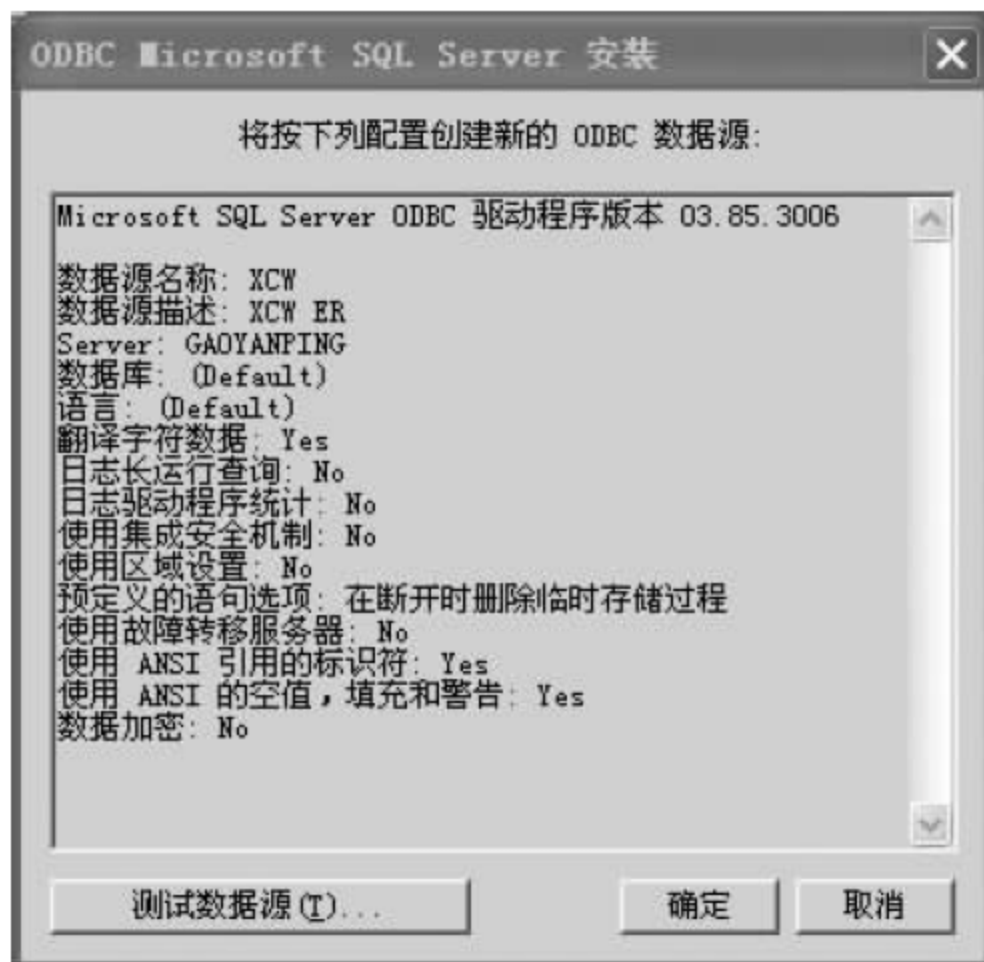 ODBC Microsoft SQL Server 安装
将按下列配置创建新的 ODBC 数据源:
Microsoft SQL Server ODBC 驱动程序版本 03.85.3006
数据源名称: XCW
数据源描述: XCW ER
Server: GAOYANPING
数据库: (Default)
语言: (Default)
翻译字符数据: Yes
日志长运行查询: No
日志驱动程序统计: No
使用集成安全机制: No
使用区域设置: No
预定义的语句选项: 在断开时删除临时存储过程
使用故障转移服务器: No
使用 ANSI 引用的标识符: Yes
使用 ANSI 的空值，填充和警告: Yes
数据加密: No
测试数据源(T)...
确定
取消